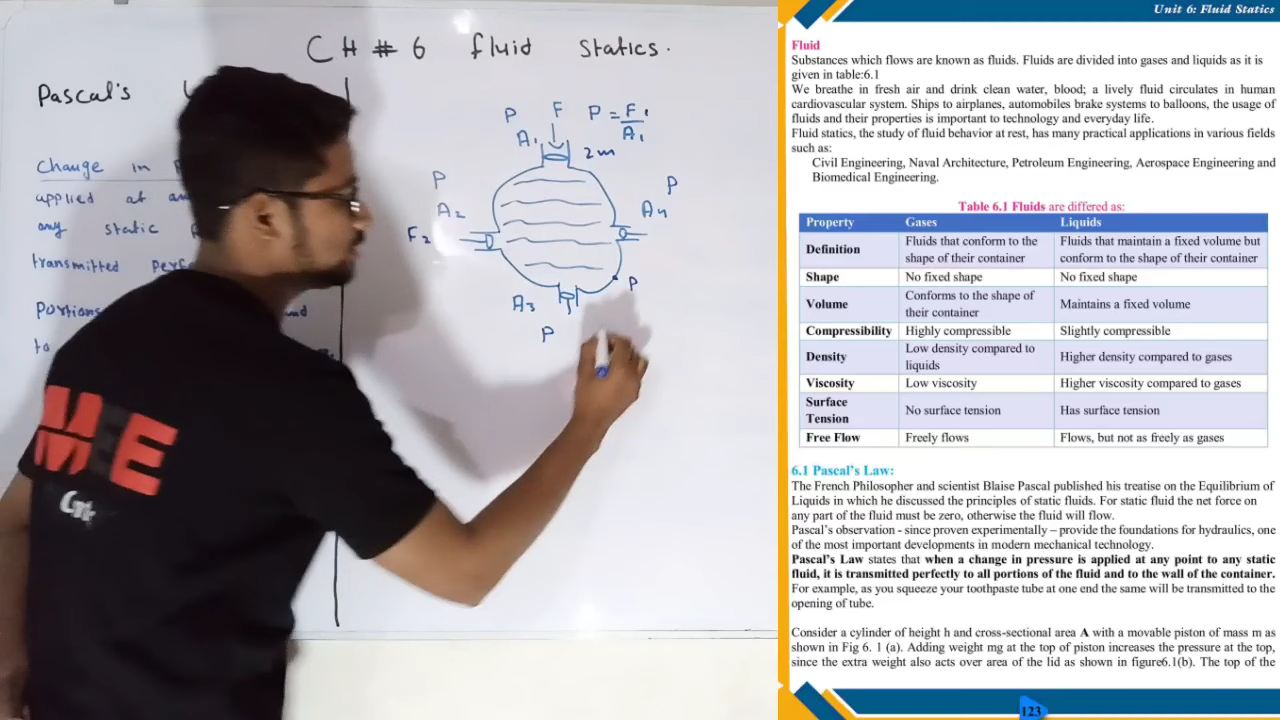 CH # 6 fluid statics.
Pascal's
Change in
applied at
any static
transmitted
Portions and
to
P F P = F1
A1 A1
2m
P P
A2 A4
F2
A3 P
P
MEE
Unit 6: Fluid Statics
Fluid
Substances which flows are known as fluids. Fluids are divided into gases and liquids as it is
given in table:6.1
We breathe in fresh air and drink clean water, blood; a lively fluid circulates in human
cardiovascular system. Ships to airplanes, automobiles brake systems to balloons, the usage of
fluids and their properties is important to technology and everyday life.
Fluid statics, the study of fluid behavior at rest, has many practical applications in various fields
such as:
Civil Engineering, Naval Architecture, Petroleum Engineering, Aerospace Engineering and
Biomedical Engineering.
Table 6.1 Fluids are differed as:
Property Gases Liquids
Definition Fluids that conform to the shape of their container Fluids that maintain a fixed volume but conform to the shape of their container
Shape No fixed shape No fixed shape
Volume Conforms to the shape of their container Maintains a fixed volume
Compressibility Highly compressible Slightly compressible
Density Low density compared to liquids Higher density compared to gases
Viscosity Low viscosity Higher viscosity compared to gases
Surface Tension No surface tension Has surface tension
Free Flow Freely flows Flows, but not as freely as gases
6.1 Pascal's Law:
The French Philosopher and scientist Blaise Pascal published his treatise on the Equilibrium of
Liquids in which he discussed the principles of static fluids. For static fluid the net force on
any part of the fluid must be zero, otherwise the fluid will flow.
Pascal's observation - since proven experimentally – provide the foundations for hydraulics, one
of the most important developments in modern mechanical technology.
Pascal's Law states that when a change in pressure is applied at any point to any static
fluid, it is transmitted perfectly to all portions of the fluid and to the wall of the container.
For example, as you squeeze your toothpaste tube at one end the same will be transmitted to the
opening of tube.
Consider a cylinder of height h and cross-sectional area A with a movable piston of mass m as
shown in Fig 6. 1 (a). Adding weight mg at the top of piston increases the pressure at the top,
since the extra weight also acts over area of the lid as shown in figure6.1(b). The top of the
123